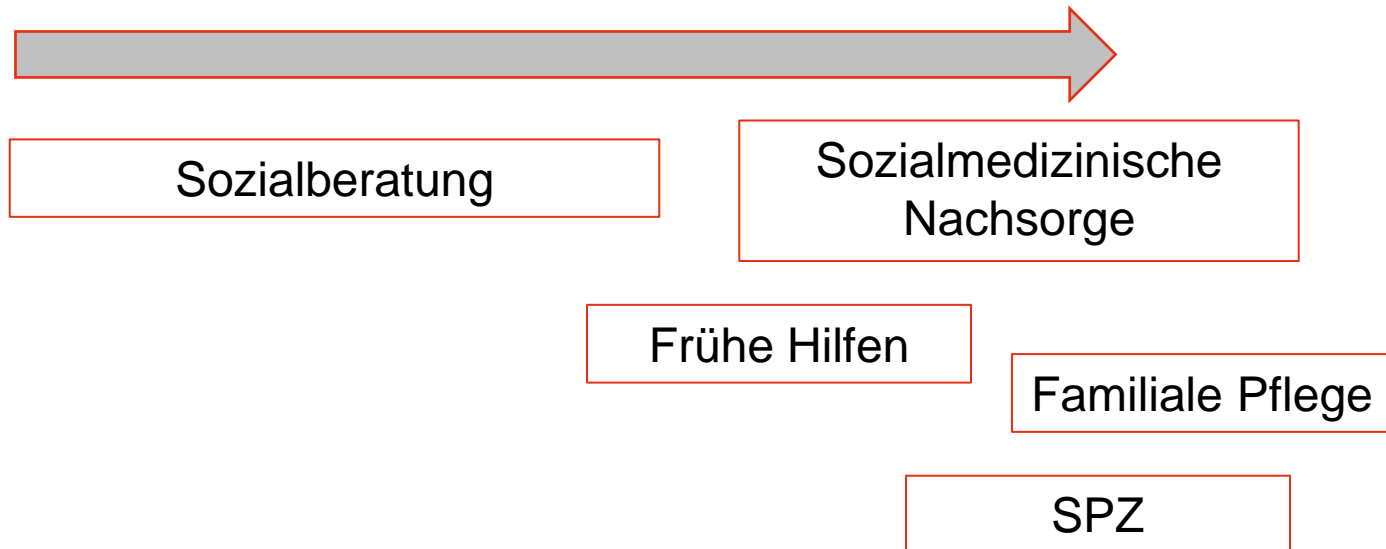 Sozialberatung
Sozialmedizinische
Nachsorge
Frühe Hilfen
Familiale Pflege
SPZ